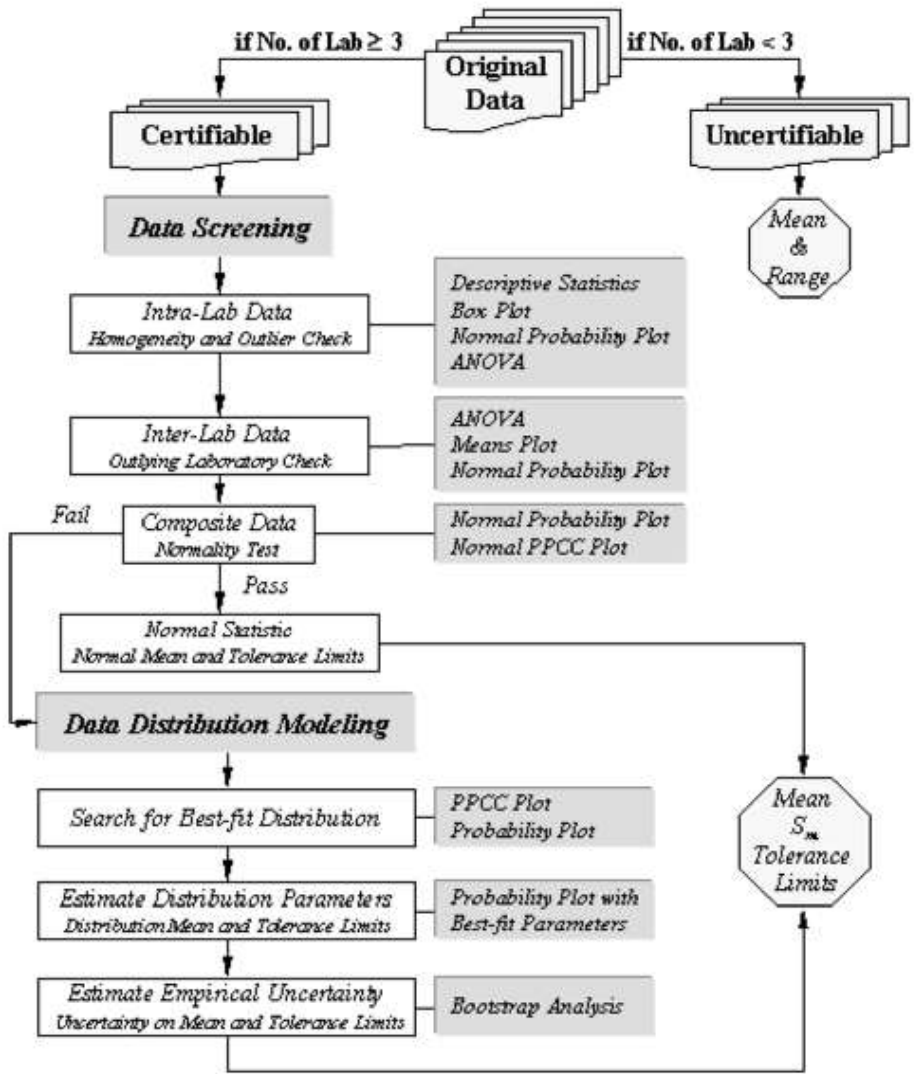 if No. of Lab ≥ 3
if No. of Lab < 3
Original
Data
Certifiable
Uncertifiable
Data Screening
Mean
&
Range
Intra-Lab Data
Homogeneity and Outlier Check
Descriptive Statistics
Box Plot
Normal Probability Plot
ANOVA
Inter-Lab Data
Outlying Laboratory Check
ANOVA
Means Plot
Normal Probability Plot
Fail
Composite Data
Normality Test
Normal Probability Plot
Normal PPCC Plot
Pass
Normal Statistic
Normal Mean and Tolerance Limits
Data Distribution Modeling
Search for Best-fit Distribution
PPCC Plot
Probability Plot
Mean
Sm
Tolerance
Limits
Estimate Distribution Parameters
Distribution Mean and Tolerance Limits
Probability Plot with
Best-fit Parameters
Estimate Empirical Uncertainty
Uncertainty on Mean and Tolerance Limits
Bootstrap Analysis